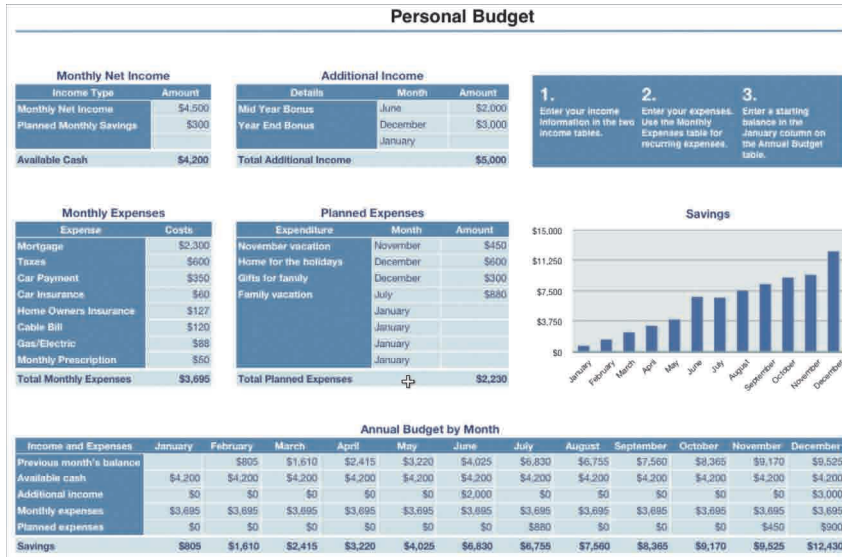 Personal Budget
Monthly Net Income
Income Type Amount
Monthly Net Income $4,500
Planned Monthly Savings $300
Available Cash $4,200
Additional Income
Details Month Amount
Mid Year Bonus June $2,000
Year End Bonus December $3,000
January
Total Additional Income $5,000
1.
Enter your income
information in the two
income tables.
2.
Enter your expenses.
Use the Monthly
Expenses table for
recurring expenses.
3.
Enter a starting
balance in the
January column on
the Annual Budget
table.
Monthly Expenses
Expense Costs
Mortgage $2,300
Taxes $600
Car Payment $350
Car Insurance $60
Home Owners Insurance $127
Cable Bill $120
Gas/Electric $88
Monthly Prescription $50
Total Monthly Expenses $3,695
Planned Expenses
Expenditure Month Amount
November vacation November $450
Home for the holidays December $600
Gifts for family December $300
Family vacation July $880
January
January
January
January
Total Planned Expenses $2,230
Savings
$15,000
$11,250
$7,500
$3,750
$0
January February March April May June July August September October November December
Annual Budget by Month
Income and Expenses January February March April May June July August September October November December
Previous month's balance $805 $1,610 $2,415 $3,220 $4,025 $6,830 $6,755 $7,560 $8,365 $9,170 $9,525
Available cash $4,200 $4,200 $4,200 $4,200 $4,200 $4,200 $4,200 $4,200 $4,200 $4,200 $4,200 $4,200
Additional income $0 $0 $0 $0 $0 $2,000 $0 $0 $0 $0 $0 $3,000
Monthly expenses $3,695 $3,695 $3,695 $3,695 $3,695 $3,695 $3,695 $3,695 $3,695 $3,695 $3,695 $3,695
Planned expenses $0 $0 $0 $0 $0 $0 $880 $0 $0 $0 $450 $900
Savings $805 $1,610 $2,415 $3,220 $4,025 $6,830 $6,755 $7,560 $8,365 $9,170 $9,525 $12,430